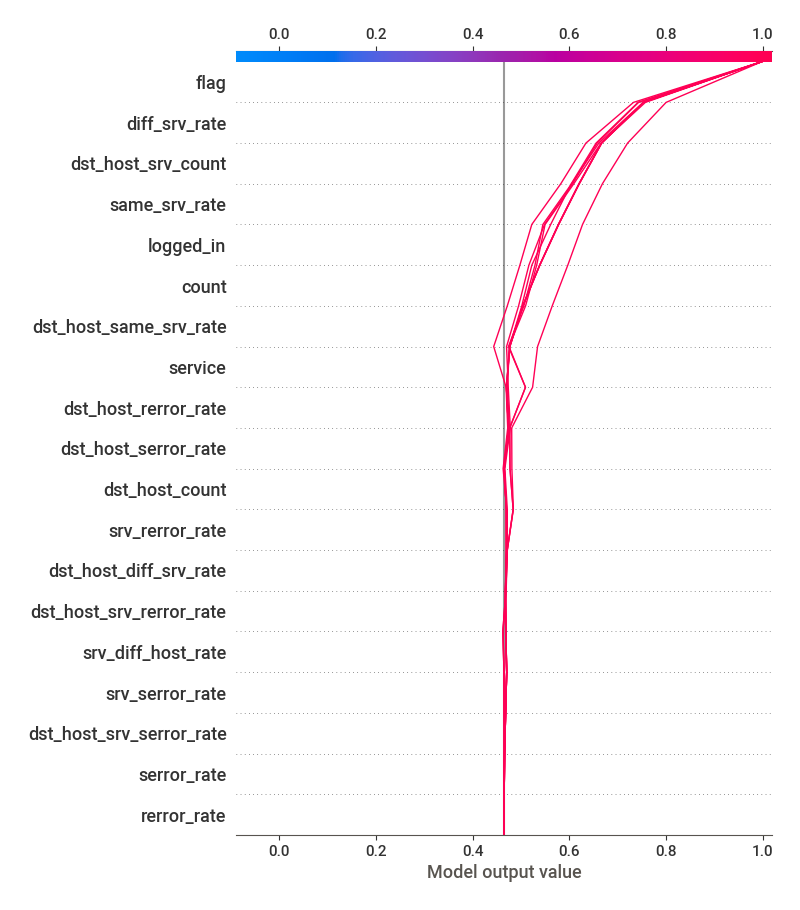 0.0 0.2 0.4 0.6 0.8 1.0
flag
diff_srv_rate
dst_host_srv_count
same_srv_rate
logged_in
count
dst_host_same_srv_rate
service
dst_host_rerror_rate
dst_host_serror_rate
dst_host_count
srv_rerror_rate
dst_host_diff_srv_rate
dst_host_srv_rerror_rate
srv_diff_host_rate
srv_serror_rate
dst_host_srv_serror_rate
serror_rate
rerror_rate
0.0 0.2 0.4 0.6 0.8 1.0
Model output value